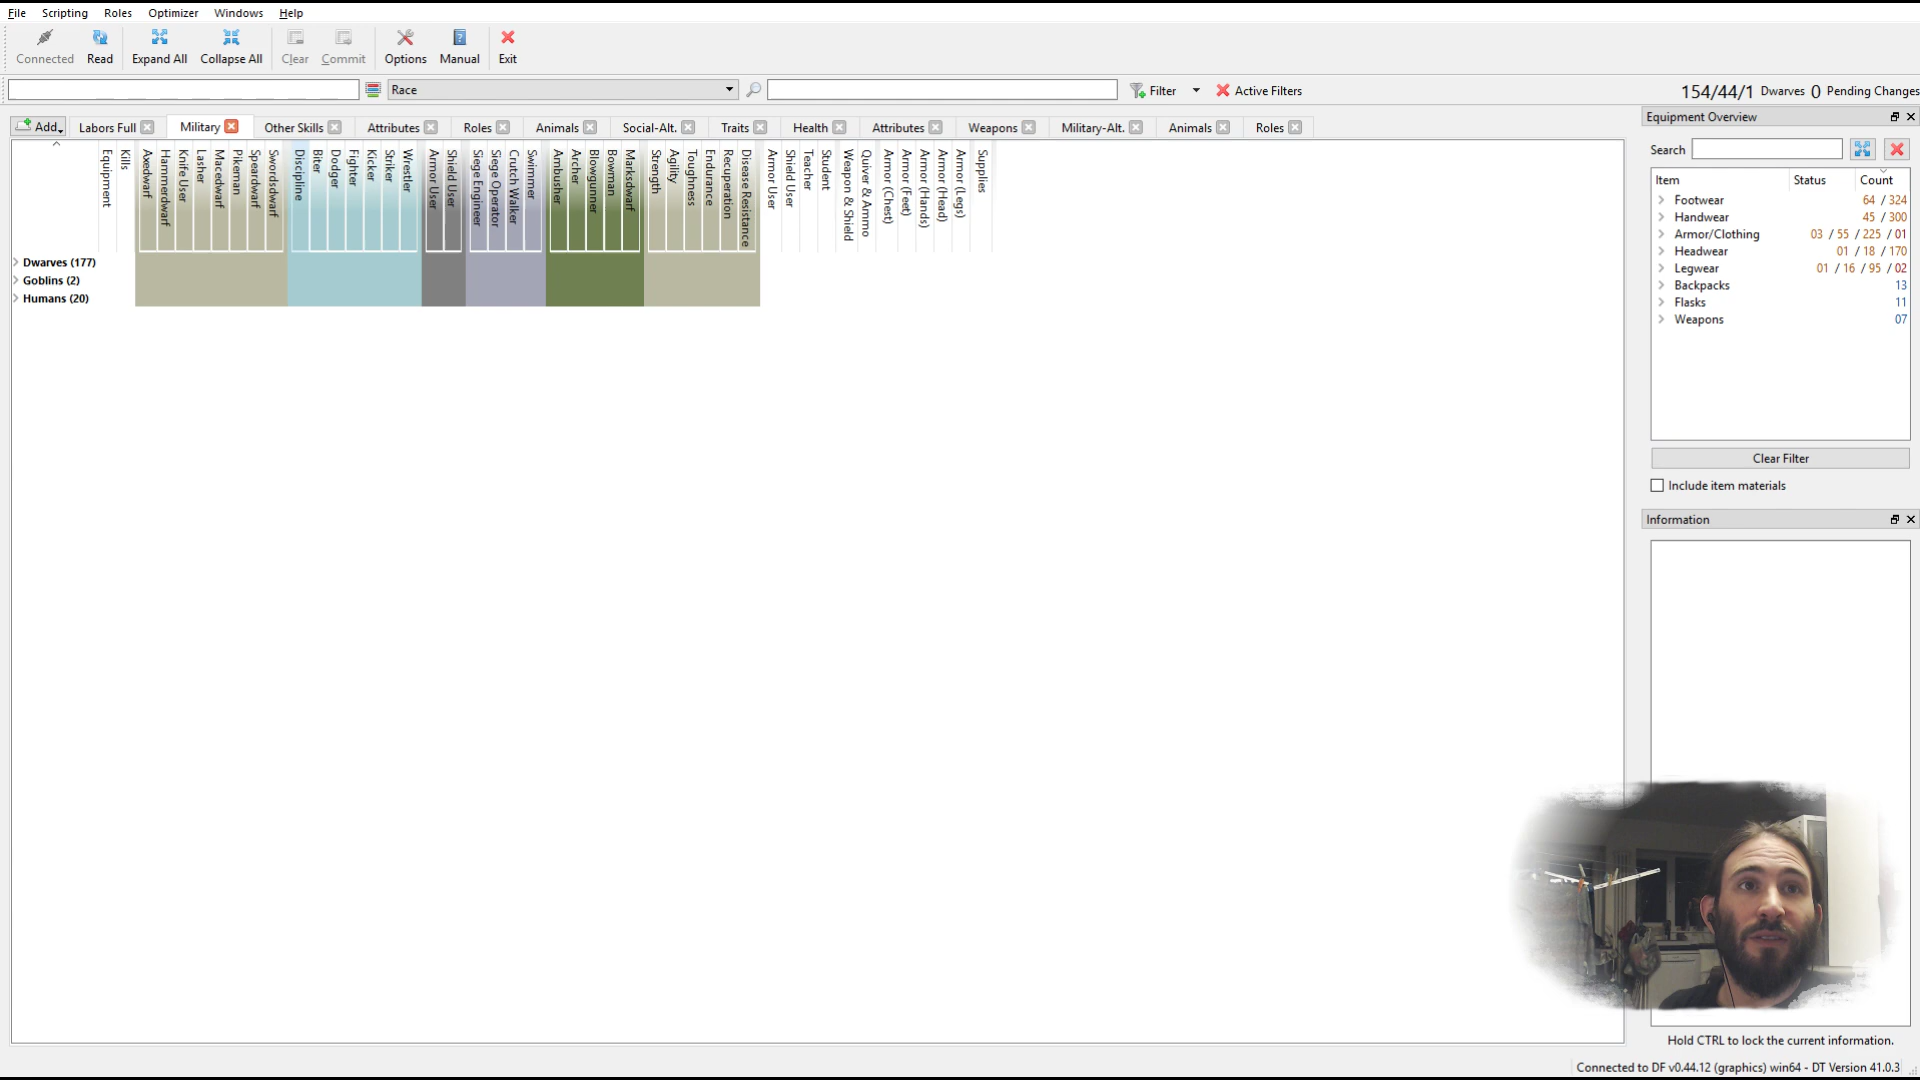 File Scripting Roles Optimizer Windows Help
Connected Read Expand All Collapse All Clear Commit Options Manual Exit
Race Filter Active Filters 154/44/1 Dwarves 0 Pending Changes
Add Labors Full Military Other Skills Attributes Roles Animals Social-Alt. Traits Health Attributes Weapons Military-Alt. Animals Roles
Equipment
Kills
Axedwarf
Hammerdwarf
Knife User
Lasher
Macedwarf
Pikeman
Speardwarf
Swordsdwarf
Discipline
Biter
Dodger
Fighter
Kicker
Striker
Wrestler
Armor User
Shield User
Siege Engineer
Siege Operator
Crutch Walker
Swimmer
Ambusher
Archer
Blowgunner
Bowman
Marksdwarf
Strength
Agility
Toughness
Endurance
Recuperation
Disease Resistance
Armor User
Shield User
Teacher
Student
Weapon & Shield
Quiver & Ammo
Armor (Chest)
Armor (Feet)
Armor (Hands)
Armor (Head)
Armor (Legs)
Supplies
Dwarves (177)
Goblins (2)
Humans (20)
Equipment Overview
Search
Item Status Count
Footwear 64 / 324
Handwear 45 / 300
Armor/Clothing 03 / 55 / 225 / 01
Headwear 01 / 18 / 170
Legwear 01 / 16 / 95 / 02
Backpacks 13
Flasks 11
Weapons 07
Clear Filter
Include item materials
Information
Hold CTRL to lock the current information.
Connected to DF v0.44.12 (graphics) win64 - DT Version 41.0.3